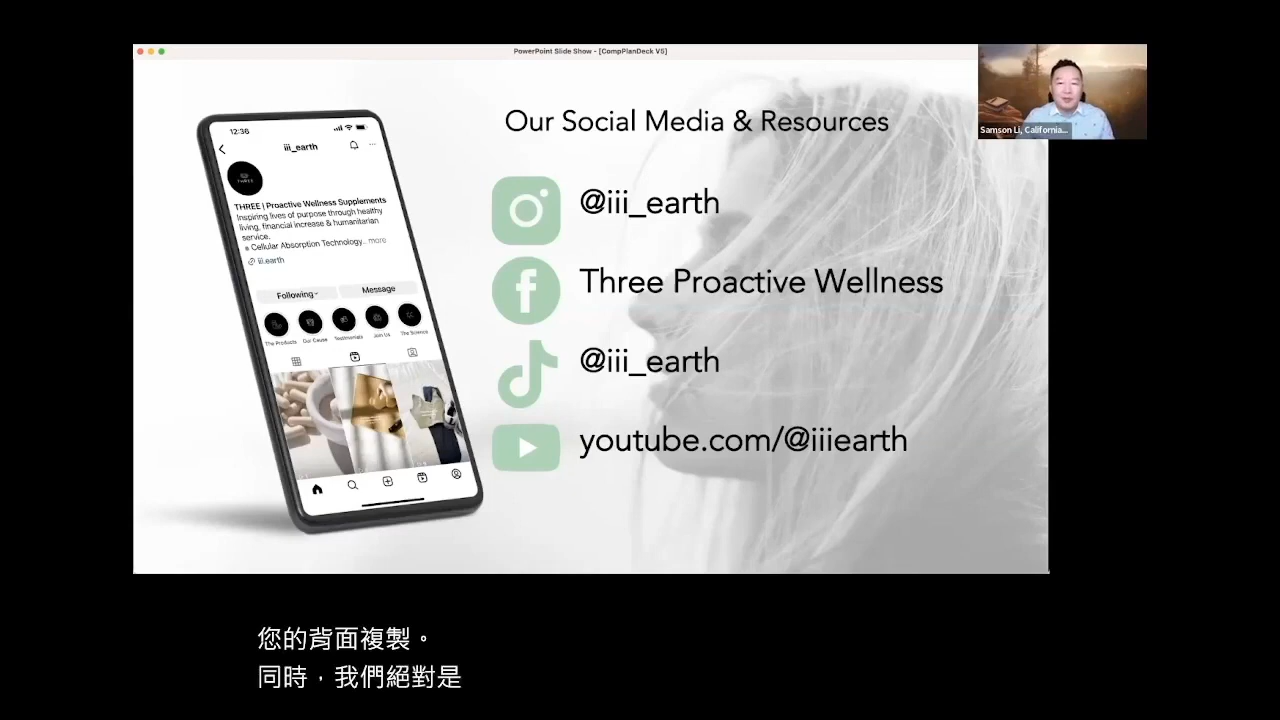 PowerPoint Slide Show - [CompPlanDeck V5]
Samson Li, California...
Our Social Media & Resources
@iii_earth
Three Proactive Wellness
@iii_earth
youtube.com/@iiiearth
12:36
iii_earth
THREE
THREE | Proactive Wellness Supplements
Inspiring lives of purpose through healthy
living, financial increase & humanitarian
service.
Cellular Absorption Technology... more
iii.earth
Following
Message
The Products
Our Cause
Testimonials
Join Us
The Science
您的背面複製。
同時，我們絕對是